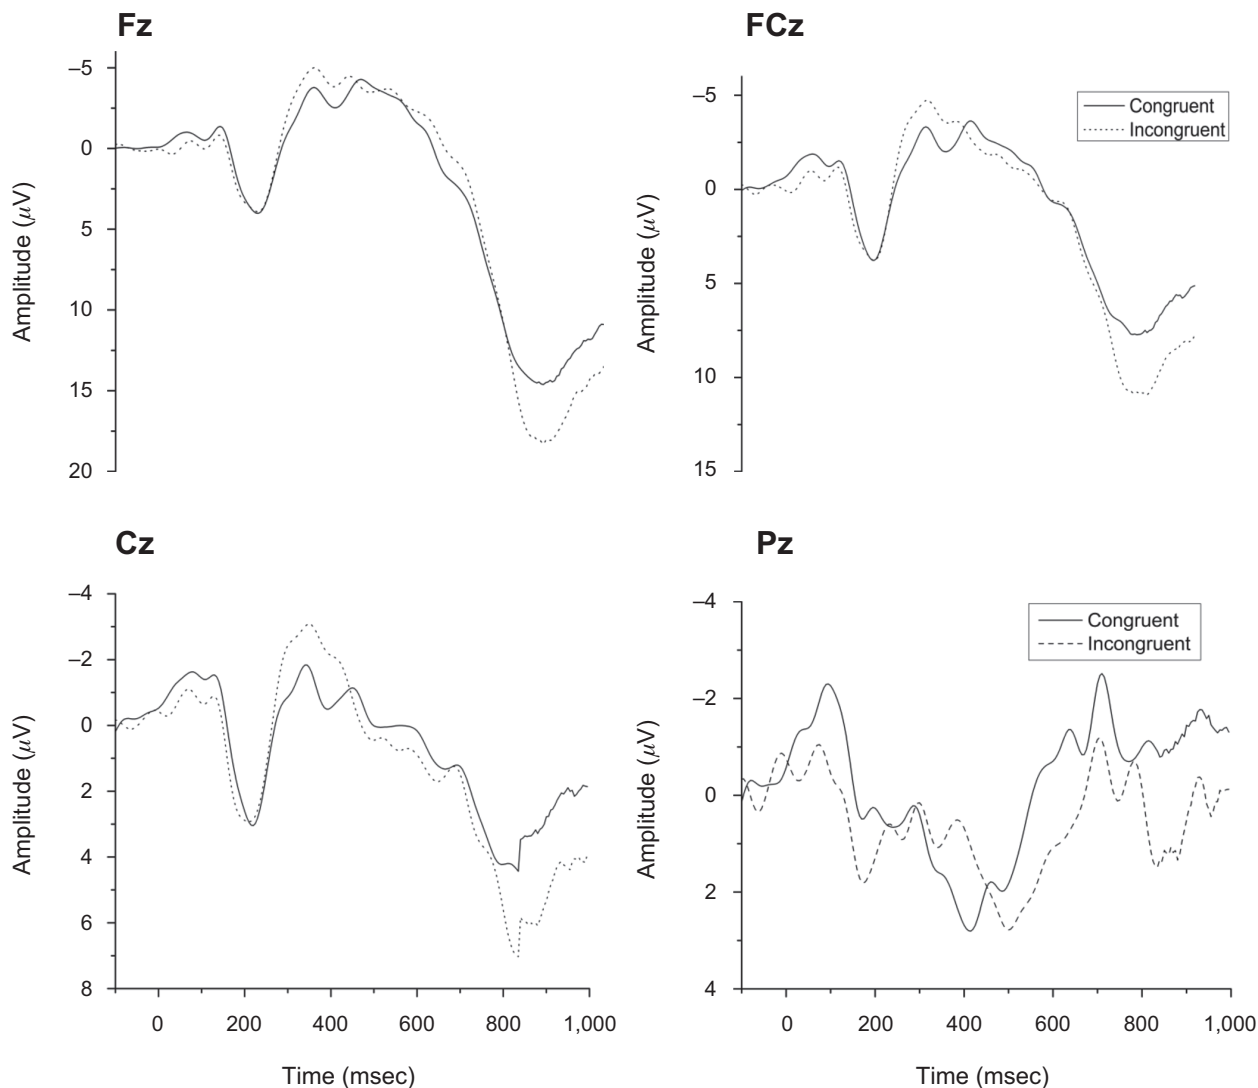 Fz
–5
0
5
10
15
20
Amplitude (μV)
FCz
–5
0
5
10
15
Amplitude (μV)
Congruent
Incongruent
Cz
–4
–2
0
2
4
6
8
Amplitude (μV)
0 200 400 600 800 1,000
Time (msec)
Pz
–4
–2
0
2
4
Amplitude (μV)
Congruent
Incongruent
0 200 400 600 800 1,000
Time (msec)